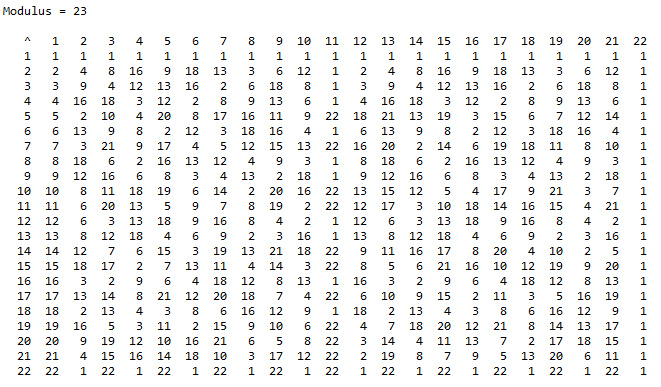 Modulus = 23
^ 1 2 3 4 5 6 7 8 9 10 11 12 13 14 15 16 17 18 19 20 21 22
1 1 1 1 1 1 1 1 1 1 1 1 1 1 1 1 1 1 1 1 1 1 1
2 2 4 8 16 9 18 13 3 6 12 1 2 4 8 16 9 18 13 3 6 12 1
3 3 9 4 12 13 16 2 6 18 8 1 3 9 4 12 13 16 2 6 18 8 1
4 4 16 18 3 12 2 8 9 13 6 1 4 16 18 3 12 2 8 9 13 6 1
5 5 2 10 4 20 8 17 16 11 9 22 18 21 13 19 3 15 6 7 12 14 1
6 6 13 9 8 2 12 3 18 16 4 1 6 13 9 8 2 12 3 18 16 4 1
7 7 3 21 9 17 4 5 12 15 13 22 16 20 2 14 6 19 18 11 8 10 1
8 8 18 6 2 16 13 12 4 9 3 1 8 18 6 2 16 13 12 4 9 3 1
9 9 12 16 6 8 3 4 13 2 18 1 9 12 16 6 8 3 4 13 2 18 1
10 10 8 11 18 19 6 14 2 20 16 22 13 15 12 5 4 17 9 21 3 7 1
11 11 6 20 13 5 9 7 8 19 2 22 12 17 3 10 18 14 16 15 4 21 1
12 12 6 3 13 18 9 16 8 4 2 1 12 6 3 13 18 9 16 8 4 2 1
13 13 8 12 18 4 6 9 2 3 16 1 13 8 12 18 4 6 9 2 3 16 1
14 14 12 7 6 15 3 19 13 21 18 22 9 11 16 17 8 20 4 10 2 5 1
15 15 18 17 2 7 13 11 4 14 3 22 8 5 6 21 16 10 12 19 9 20 1
16 16 3 2 9 6 4 18 12 8 13 1 16 3 2 9 6 4 18 12 8 13 1
17 17 13 14 8 21 12 20 18 7 4 22 6 10 9 15 2 11 3 5 16 19 1
18 18 2 13 4 3 8 6 16 12 9 1 18 2 13 4 3 8 6 16 12 9 1
19 19 16 5 3 11 2 15 9 10 6 22 4 7 18 20 12 21 8 14 13 17 1
20 20 9 19 12 10 16 21 6 5 8 22 3 14 4 11 13 7 2 17 18 15 1
21 21 4 15 16 14 18 10 3 17 12 22 2 19 8 7 9 5 13 20 6 11 1
22 22 1 22 1 22 1 22 1 22 1 22 1 22 1 22 1 22 1 22 1 22 1